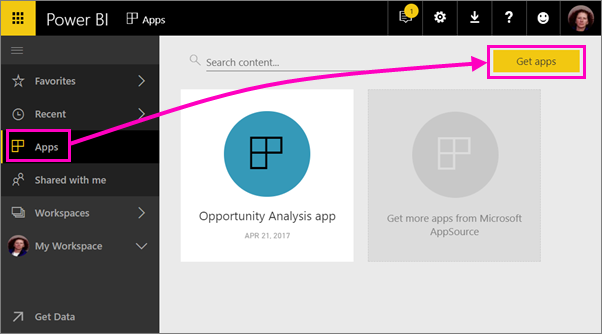 Power BI
Apps
1
?
Search content...
Get apps
Favorites
Recent
Apps
Shared with me
Workspaces
My Workspace
Get Data
Opportunity Analysis app
APR 21, 2017
Get more apps from Microsoft
AppSource